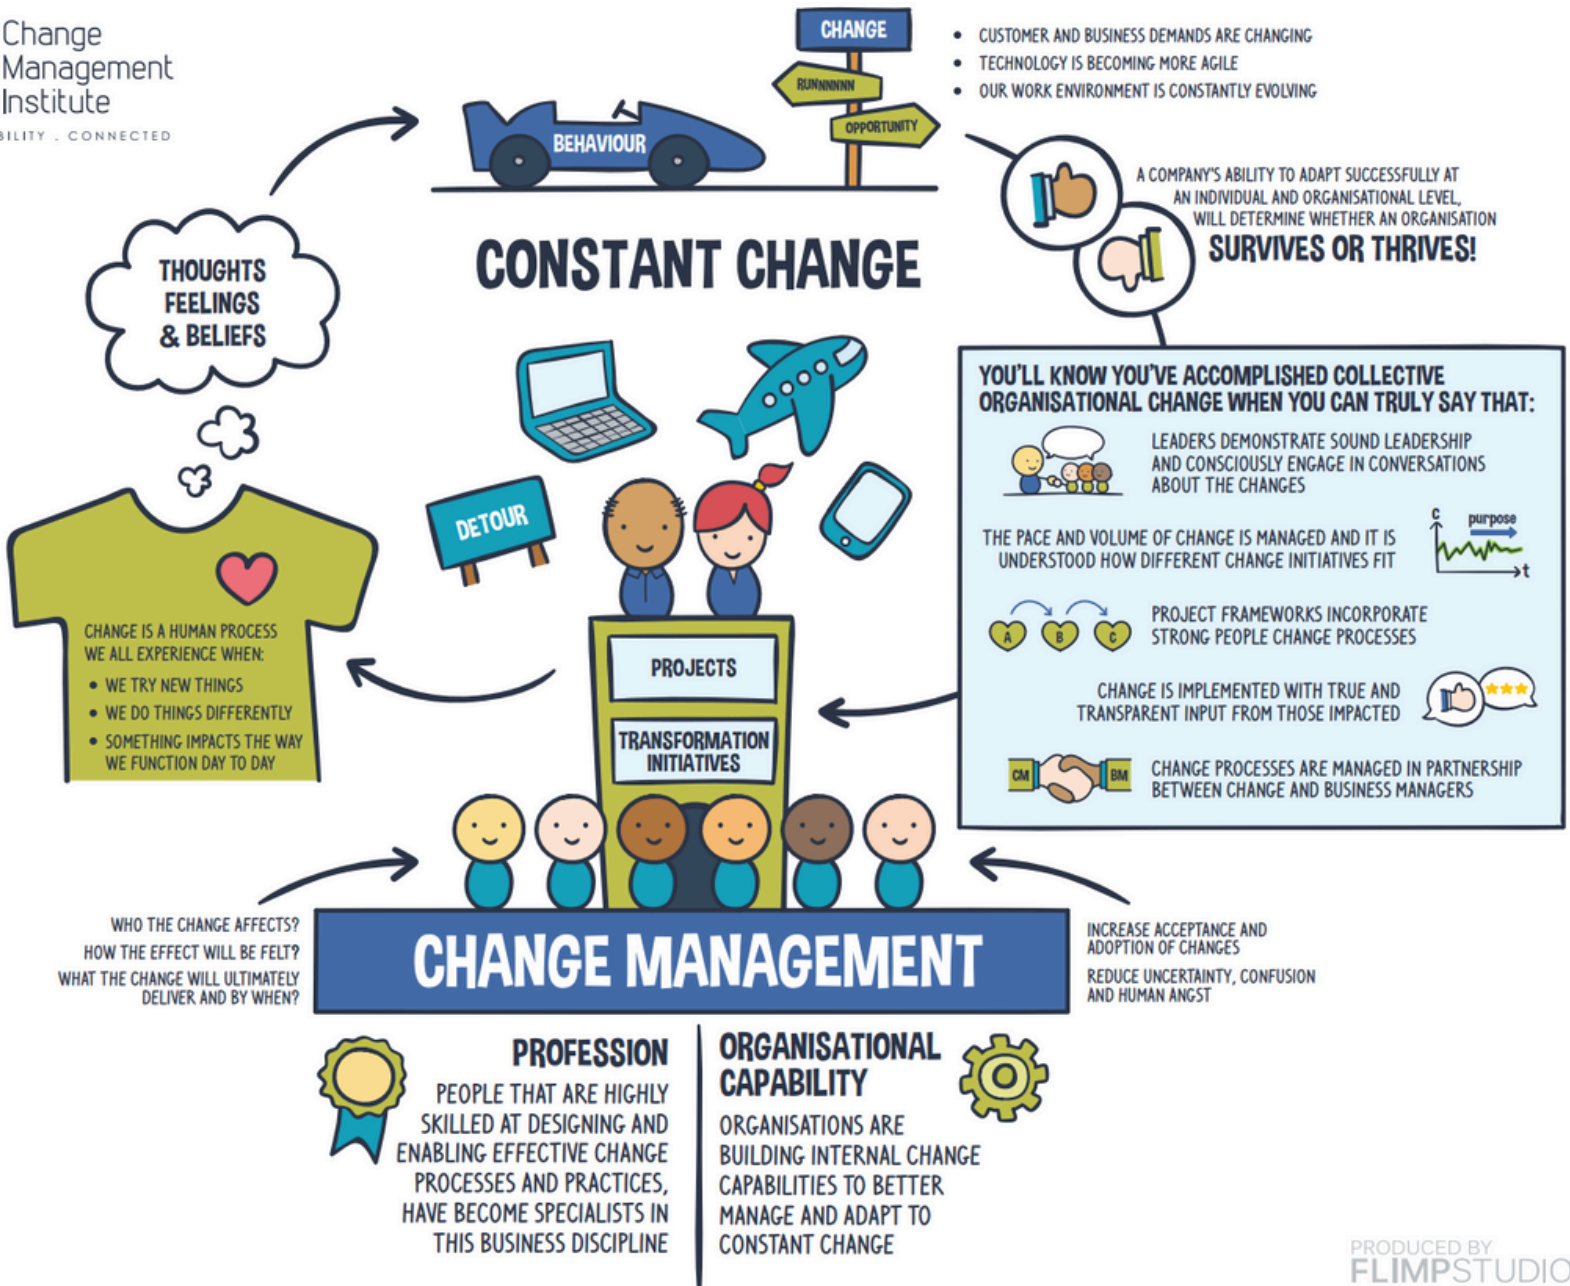 Change
Management
Institute
BILITY . CONNECTED
CHANGE
RUNNNNNN
OPPORTUNITY
BEHAVIOUR
• CUSTOMER AND BUSINESS DEMANDS ARE CHANGING
• TECHNOLOGY IS BECOMING MORE AGILE
• OUR WORK ENVIRONMENT IS CONSTANTLY EVOLVING
A COMPANY'S ABILITY TO ADAPT SUCCESSFULLY AT
AN INDIVIDUAL AND ORGANISATIONAL LEVEL,
WILL DETERMINE WHETHER AN ORGANISATION
SURVIVES OR THRIVES!
CONSTANT CHANGE
THOUGHTS
FEELINGS
& BELIEFS
DETOUR
YOU'LL KNOW YOU'VE ACCOMPLISHED COLLECTIVE
ORGANISATIONAL CHANGE WHEN YOU CAN TRULY SAY THAT:
LEADERS DEMONSTRATE SOUND LEADERSHIP
AND CONSCIOUSLY ENGAGE IN CONVERSATIONS
ABOUT THE CHANGES
THE PACE AND VOLUME OF CHANGE IS MANAGED AND IT IS
UNDERSTOOD HOW DIFFERENT CHANGE INITIATIVES FIT
C
purpose
t
A B C
PROJECT FRAMEWORKS INCORPORATE
STRONG PEOPLE CHANGE PROCESSES
CHANGE IS IMPLEMENTED WITH TRUE AND
TRANSPARENT INPUT FROM THOSE IMPACTED
CM BM
CHANGE PROCESSES ARE MANAGED IN PARTNERSHIP
BETWEEN CHANGE AND BUSINESS MANAGERS
CHANGE IS A HUMAN PROCESS
WE ALL EXPERIENCE WHEN:
• WE TRY NEW THINGS
• WE DO THINGS DIFFERENTLY
• SOMETHING IMPACTS THE WAY
WE FUNCTION DAY TO DAY
PROJECTS
TRANSFORMATION
INITIATIVES
WHO THE CHANGE AFFECTS?
HOW THE EFFECT WILL BE FELT?
WHAT THE CHANGE WILL ULTIMATELY
DELIVER AND BY WHEN?
CHANGE MANAGEMENT
INCREASE ACCEPTANCE AND
ADOPTION OF CHANGES
REDUCE UNCERTAINTY, CONFUSION
AND HUMAN ANGST
PROFESSION
PEOPLE THAT ARE HIGHLY
SKILLED AT DESIGNING AND
ENABLING EFFECTIVE CHANGE
PROCESSES AND PRACTICES,
HAVE BECOME SPECIALISTS IN
THIS BUSINESS DISCIPLINE
ORGANISATIONAL
CAPABILITY
ORGANISATIONS ARE
BUILDING INTERNAL CHANGE
CAPABILITIES TO BETTER
MANAGE AND ADAPT TO
CONSTANT CHANGE
PRODUCED BY
FLIMPSTUDIO